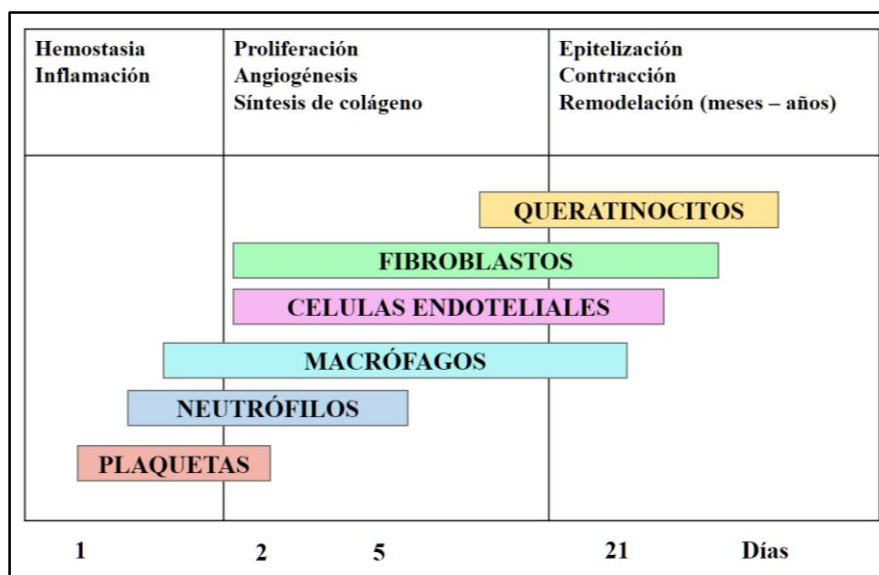 Hemostasia
Inflamación
Proliferación
Angiogénesis
Síntesis de colágeno
Epitelización
Contracción
Remodelación (meses – años)
QUERATINOCITOS
FIBROBLASTOS
CELULAS ENDOTELIALES
MACRÓFAGOS
NEUTRÓFILOS
PLAQUETAS
1 2 5 21 Días